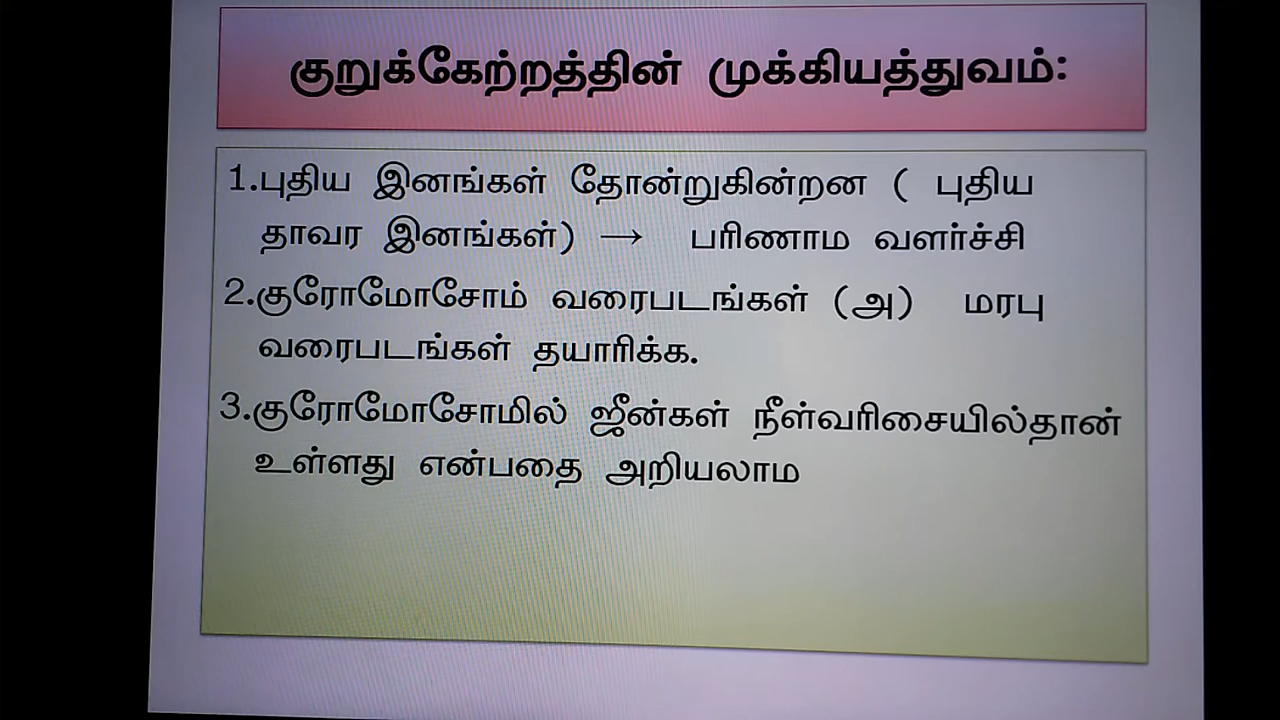 குறுக்கேற்றத்தின் முக்கியத்துவம்:
1.புதிய இனங்கள் தோன்றுகின்றன ( புதிய
தாவர இனங்கள்) → பரிணாம வளர்ச்சி
2.குரோமோசோம் வரைபடங்கள் (அ) மரபு
வரைபடங்கள் தயாரிக்க.
3.குரோமோசோமில் ஜீன்கள் நீள்வரிசையில்தான்
உள்ளது என்பதை அறியலாம